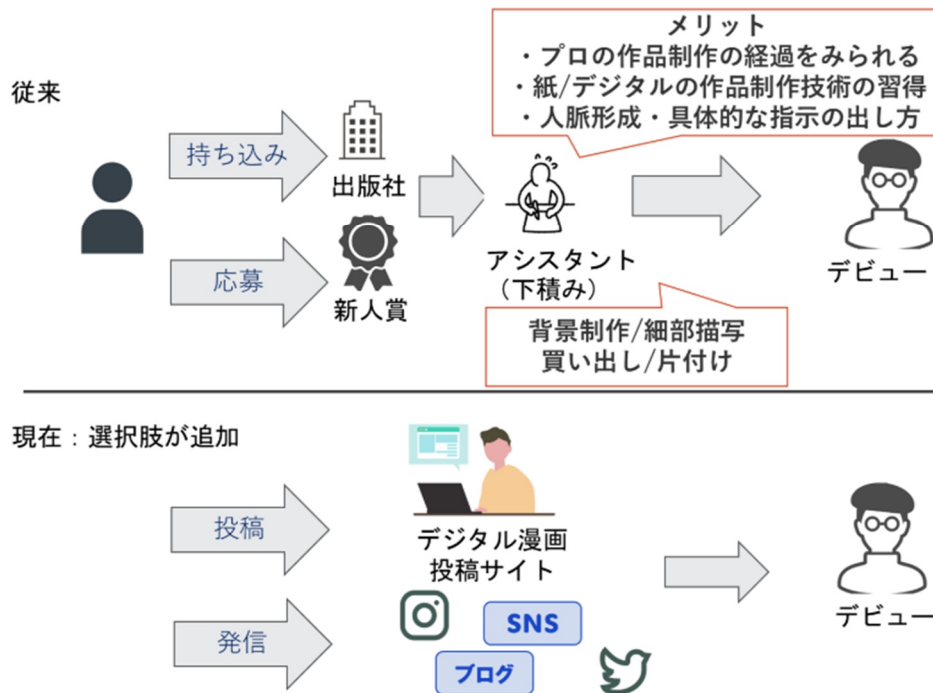 メリット
・プロの作品制作の経過をみられる
・紙/デジタルの作品制作技術の習得
・人脈形成・具体的な指示の出し方
従来
持ち込み
出版社
応募
新人賞
アシスタント
（下積み）
デビュー
背景制作/細部描写
買い出し/片付け
現在：選択肢が追加
投稿
デジタル漫画
投稿サイト
発信
SNS
ブログ
デビュー